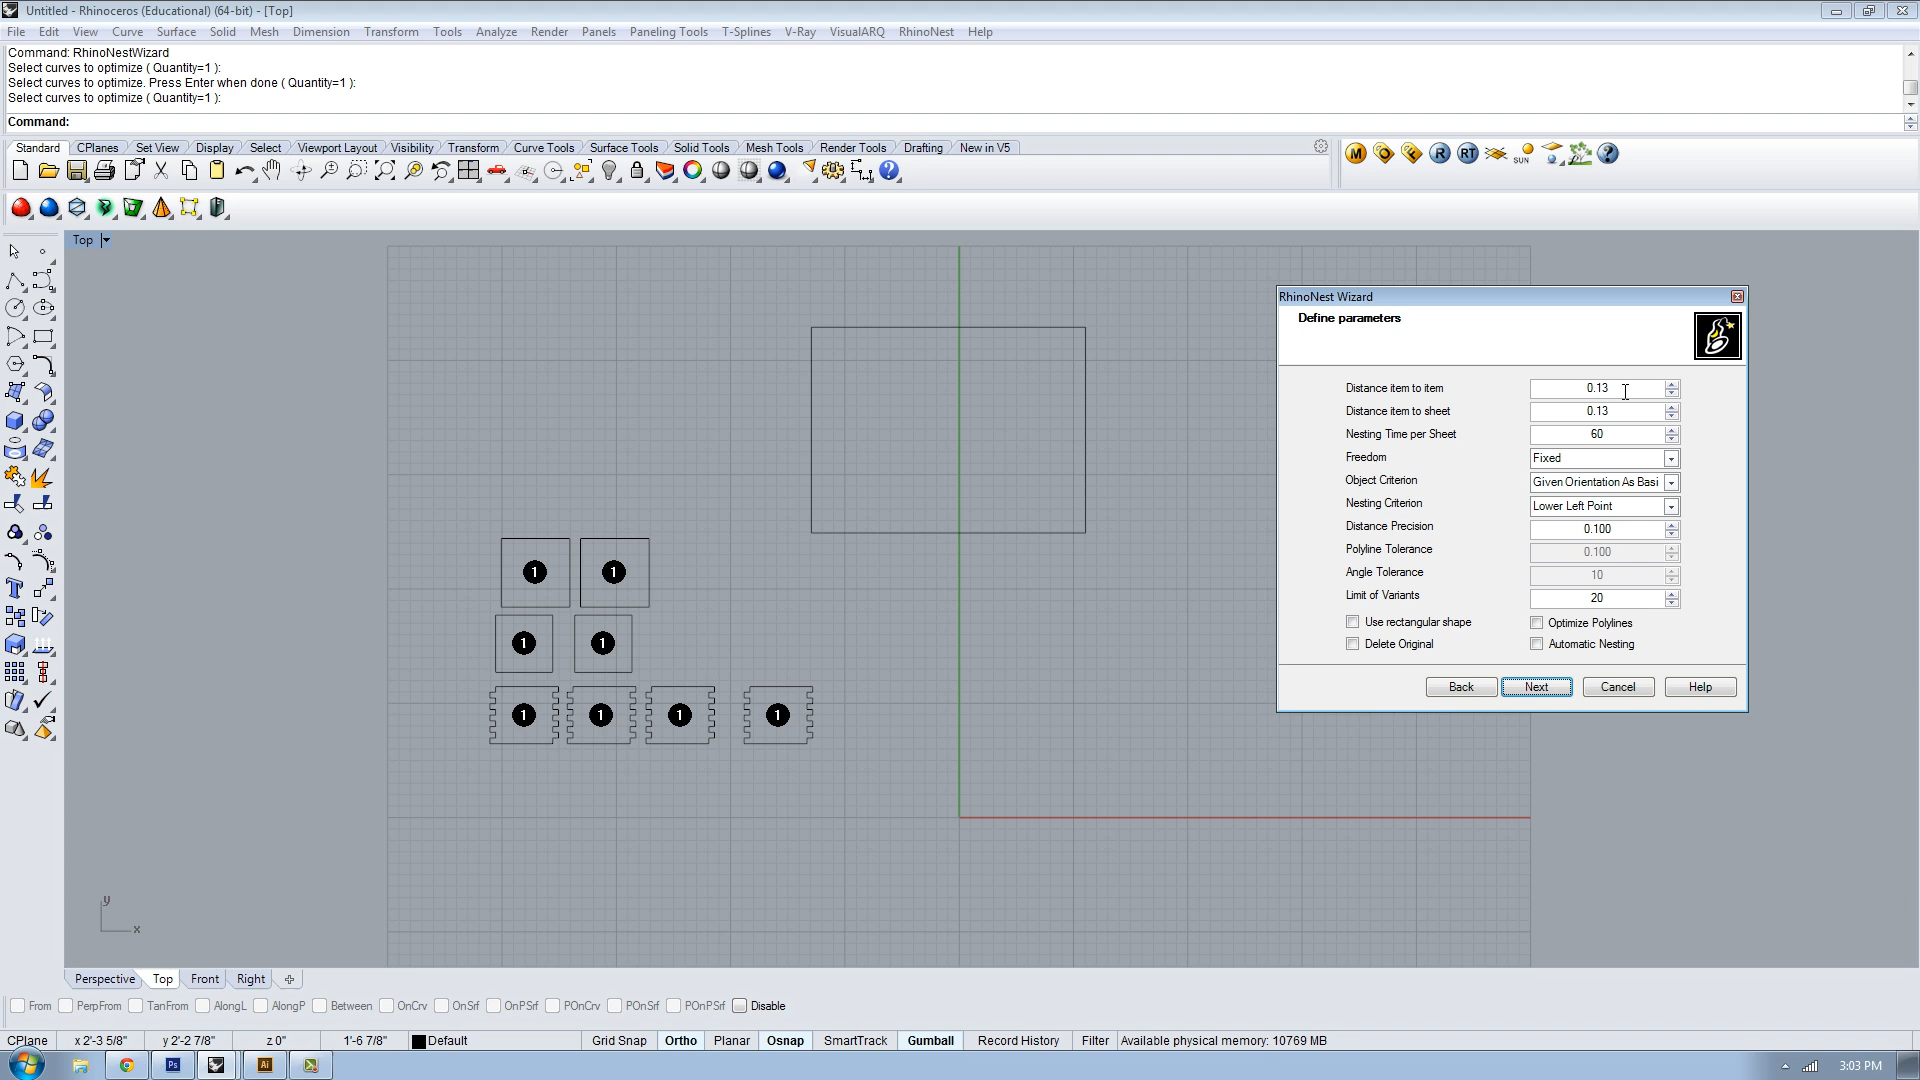 Untitled - Rhinoceros (Educational) (64-bit) - [Top]
File Edit View Curve Surface Solid Mesh Dimension Transform Tools Analyze Render Panels Paneling Tools T-Splines V-Ray VisualARQ RhinoNest Help
Command: RhinoNestWizard
Select curves to optimize ( Quantity=1 ):
Select curves to optimize. Press Enter when done ( Quantity=1 ):
Select curves to optimize ( Quantity=1 ):
Command:
Standard CPlanes Set View Display Select Viewport Layout Visibility Transform Curve Tools Surface Tools Solid Tools Mesh Tools Render Tools Drafting New in V5
M R RT SUN ?
Top
RhinoNest Wizard
Define parameters
Distance item to item 0.13
Distance item to sheet 0.13
Nesting Time per Sheet 60
Freedom Fixed
Object Criterion Given Orientation As Basi
Nesting Criterion Lower Left Point
Distance Precision 0.100
Polyline Tolerance 0.100
Angle Tolerance 10
Limit of Variants 20
Use rectangular shape Optimize Polylines
Delete Original Automatic Nesting
Back Next Cancel Help
1 1
1 1
1 1 1 1
y
x
Perspective Top Front Right
From PerpFrom TanFrom AlongL AlongP Between OnCrv OnSrf OnPSrf POnCrv POnSrf POnPSrf Disable
CPlane x 2'-3 5/8" y 2'-2 7/8" z 0" 1'-6 7/8" Default Grid Snap Ortho Planar Osnap SmartTrack Gumball Record History Filter Available physical memory: 10769 MB
Ps Ai 3:03 PM